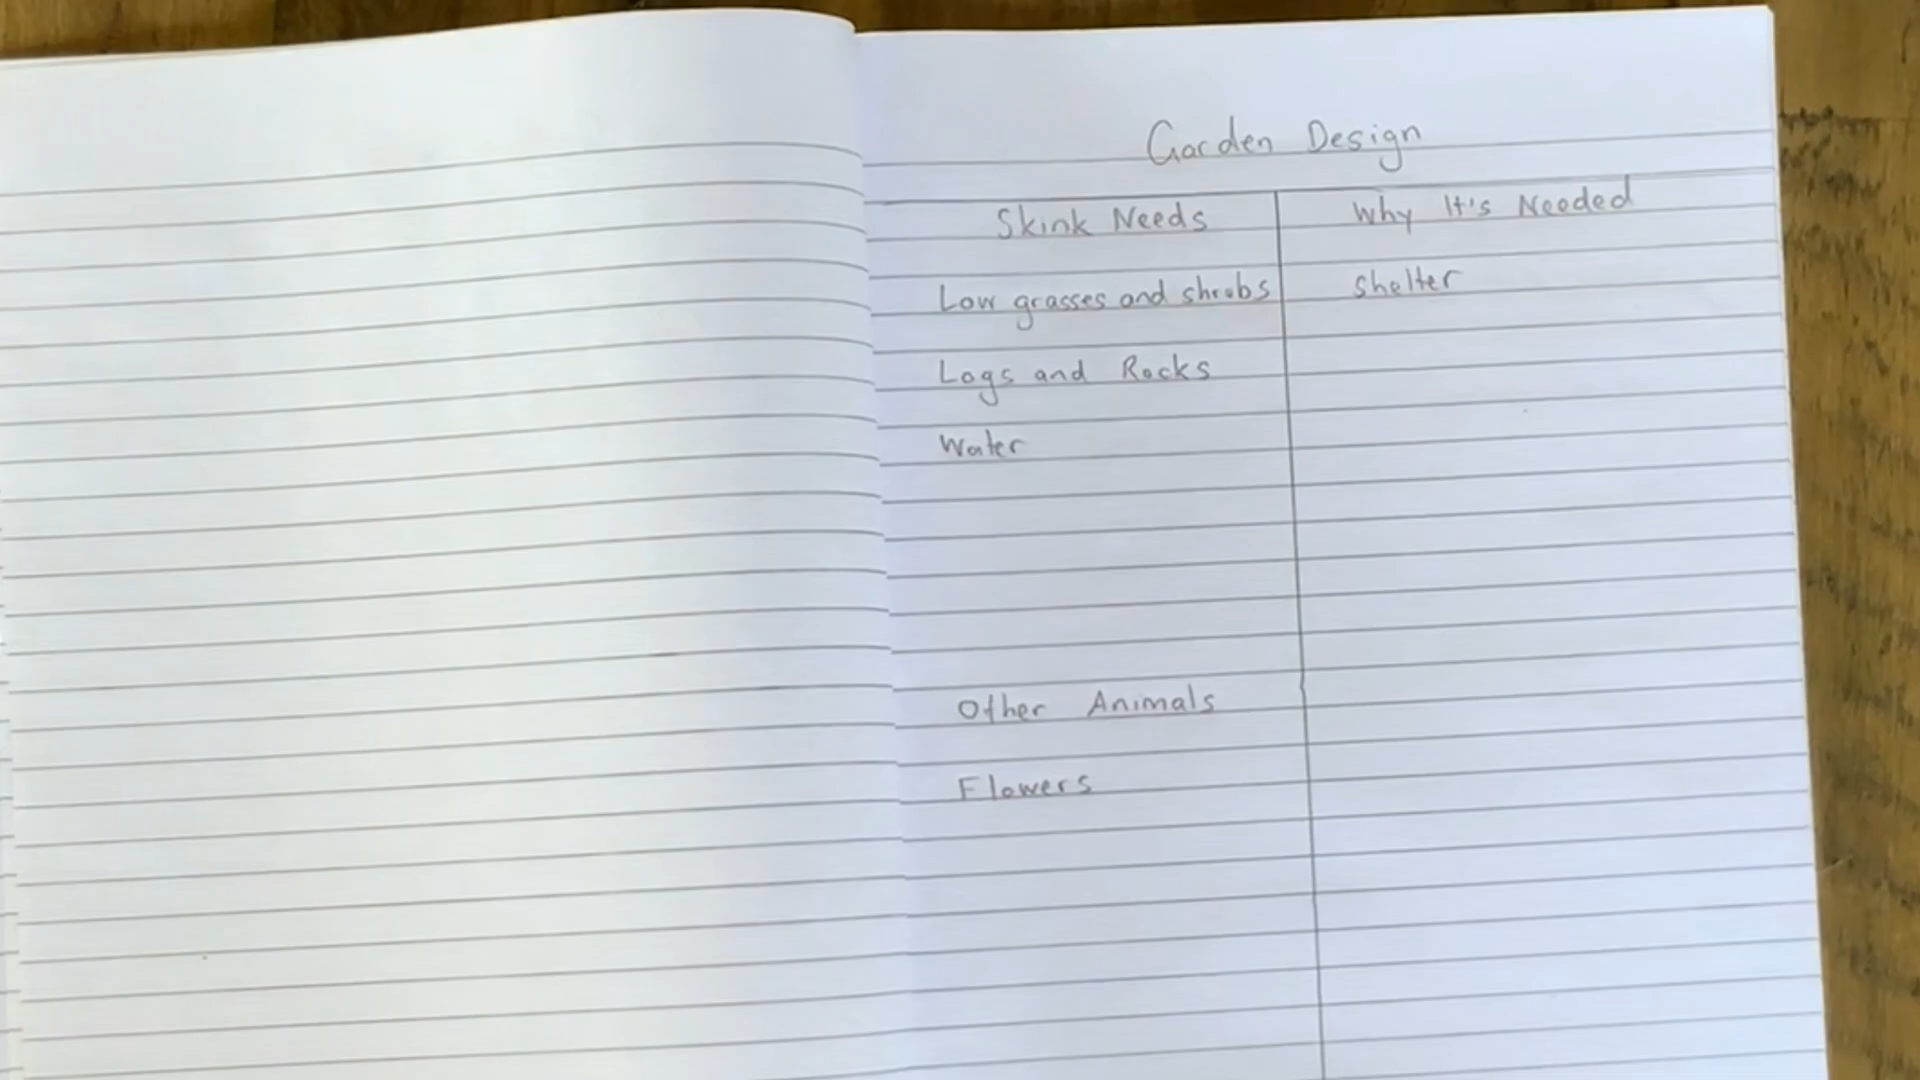 Garden Design
Skink Needs Why It's Needed
Low grasses and shrubs shelter
Logs and Rocks
Water
Other Animals
Flowers